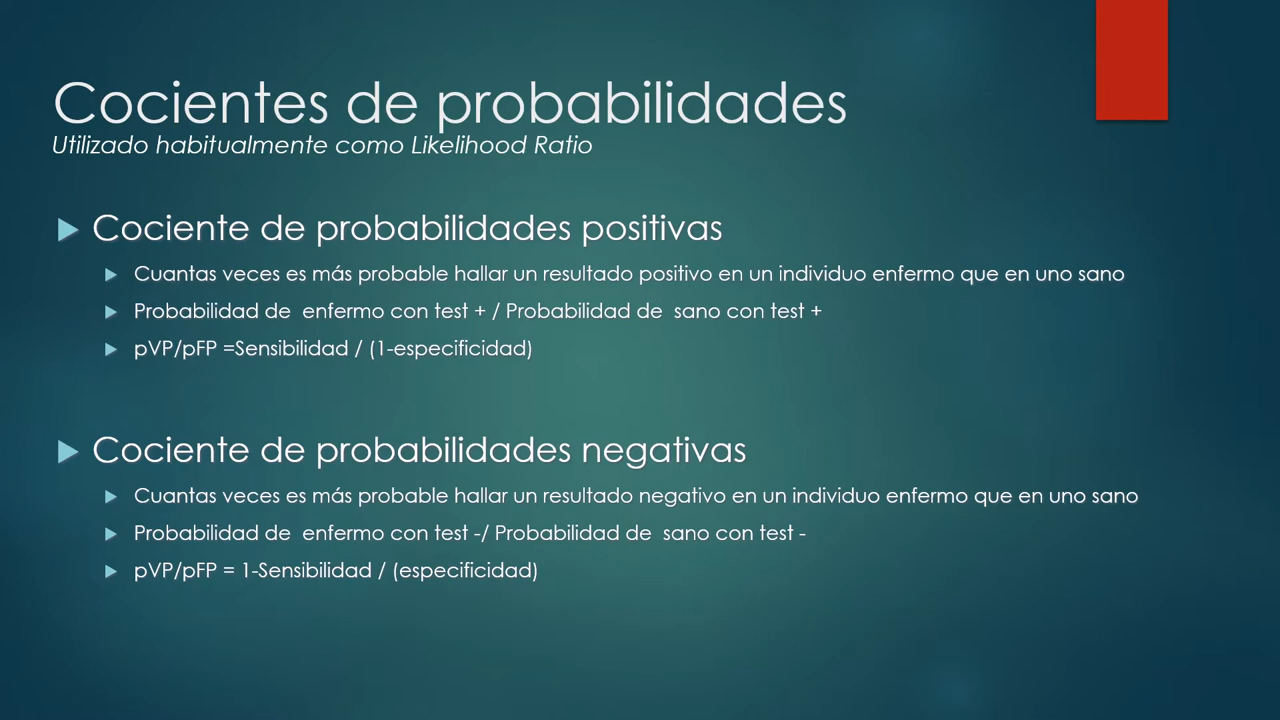 Cocientes de probabilidades
Utilizado habitualmente como Likelihood Ratio
Cociente de probabilidades positivas
Cuantas veces es más probable hallar un resultado positivo en un individuo enfermo que en uno sano
Probabilidad de enfermo con test + / Probabilidad de sano con test +
pVP/pFP =Sensibilidad / (1-especificidad)
Cociente de probabilidades negativas
Cuantas veces es más probable hallar un resultado negativo en un individuo enfermo que en uno sano
Probabilidad de enfermo con test -/ Probabilidad de sano con test -
pVP/pFP = 1-Sensibilidad / (especificidad)